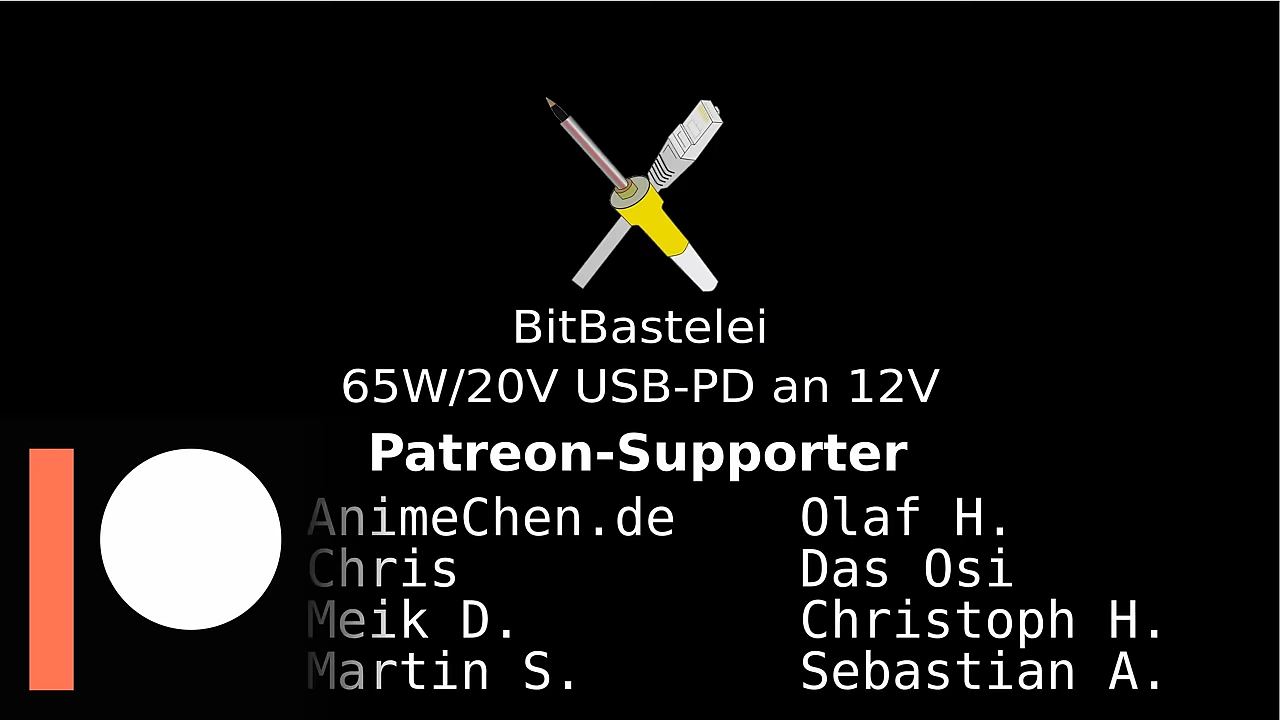 BitBastelei
65W/20V USB-PD an 12V
Patreon-Supporter
AnimeChen.de Olaf H.
Chris Das Osi
Meik D. Christoph H.
Martin S. Sebastian A.